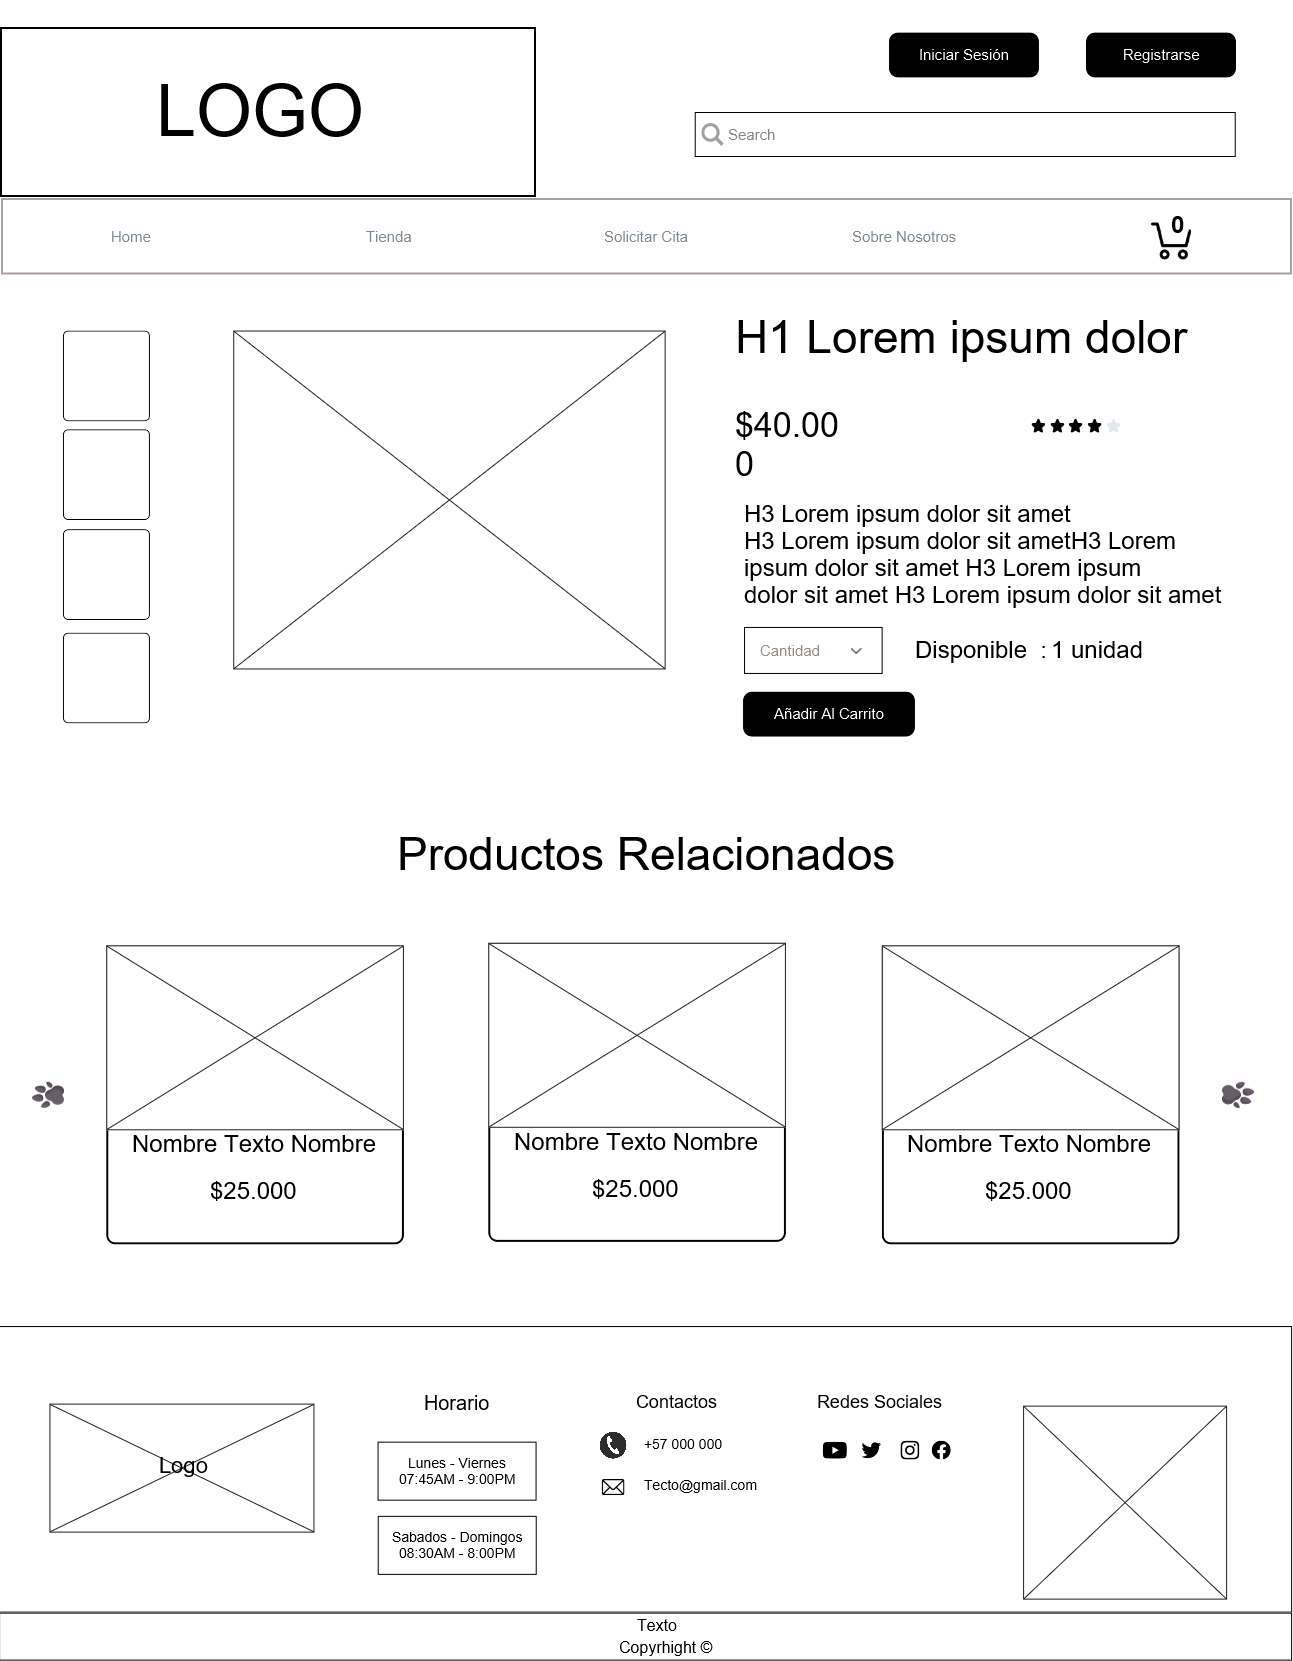 LOGO
Iniciar Sesión
Registrarse
Search
Home
Tienda
Solicitar Cita
Sobre Nosotros
0
H1 Lorem ipsum dolor
$40.00
0
H3 Lorem ipsum dolor sit amet
H3 Lorem ipsum dolor sit ametH3 Lorem
ipsum dolor sit amet H3 Lorem ipsum
dolor sit amet H3 Lorem ipsum dolor sit amet
Cantidad
Disponible : 1 unidad
Añadir Al Carrito
Productos Relacionados
Nombre Texto Nombre
$25.000
Nombre Texto Nombre
$25.000
Nombre Texto Nombre
$25.000
Logo
Horario
Lunes - Viernes
07:45AM - 9:00PM
Sabados - Domingos
08:30AM - 8:00PM
Contactos
+57 000 000
Tecto@gmail.com
Redes Sociales
Texto
Copyrhight ©